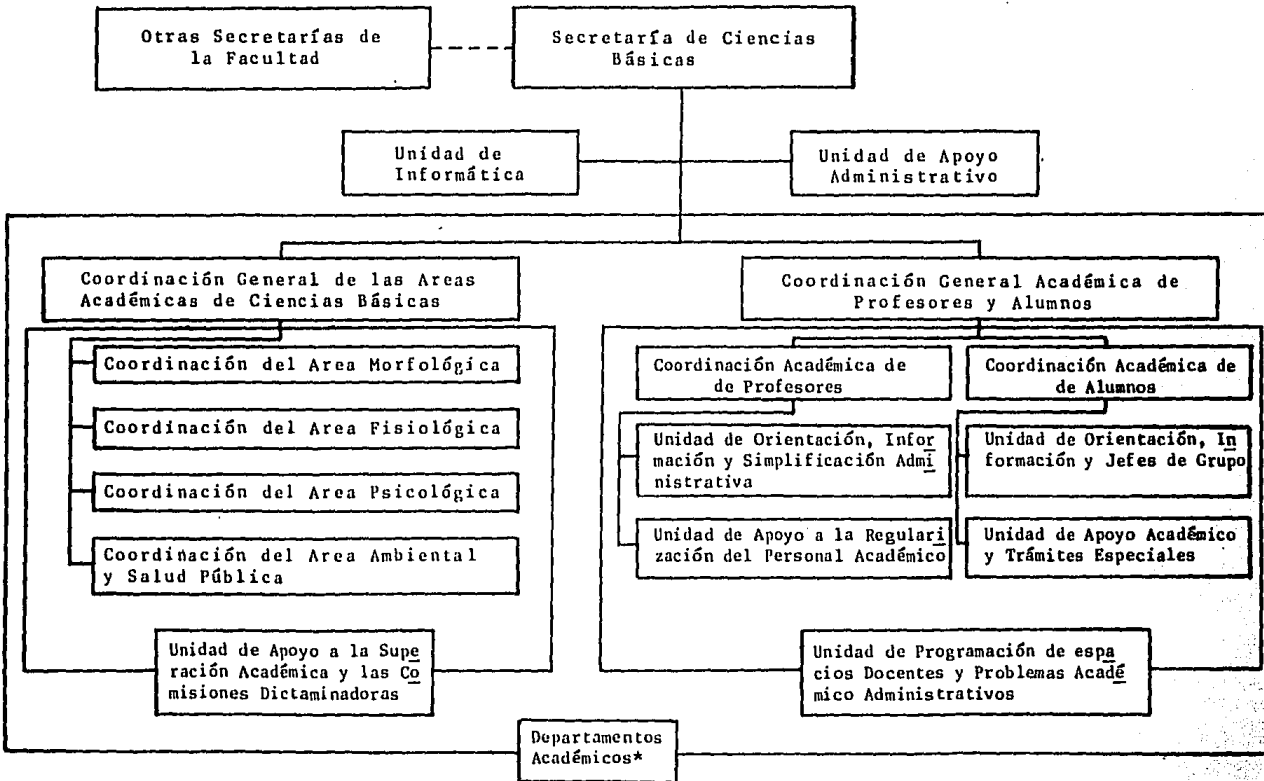 Otras Secretarías de
la Facultad
Secretaría de Ciencias
Básicas
Unidad de
Informática
Unidad de Apoyo
Administrativo
Coordinación General de las Areas
Académicas de Ciencias Básicas
Coordinación General Académica de
Profesores y Alumnos
Coordinación del Area Morfológica
Coordinación del Area Fisiológica
Coordinación del Area Psicológica
Coordinación del Area Ambiental
y Salud Pública
Unidad de Apoyo a la Supe
ración Académica y las Co
misiones Dictaminadoras
Coordinación Académica de
de Profesores
Unidad de Orientación, Infor
mación y Simplificación Admi
nistrativa
Unidad de Apoyo a la Regulari
ización del Personal Académico
Coordinación Académica de
de Alumnos
Unidad de Orientación, In
formación y Jefes de Grupo
Unidad de Apoyo Académico
y Trámites Especiales
Unidad de Programación de espa
cios Docentes y Problemas Acadé
mico Administrativos
Departamentos
Académicos*